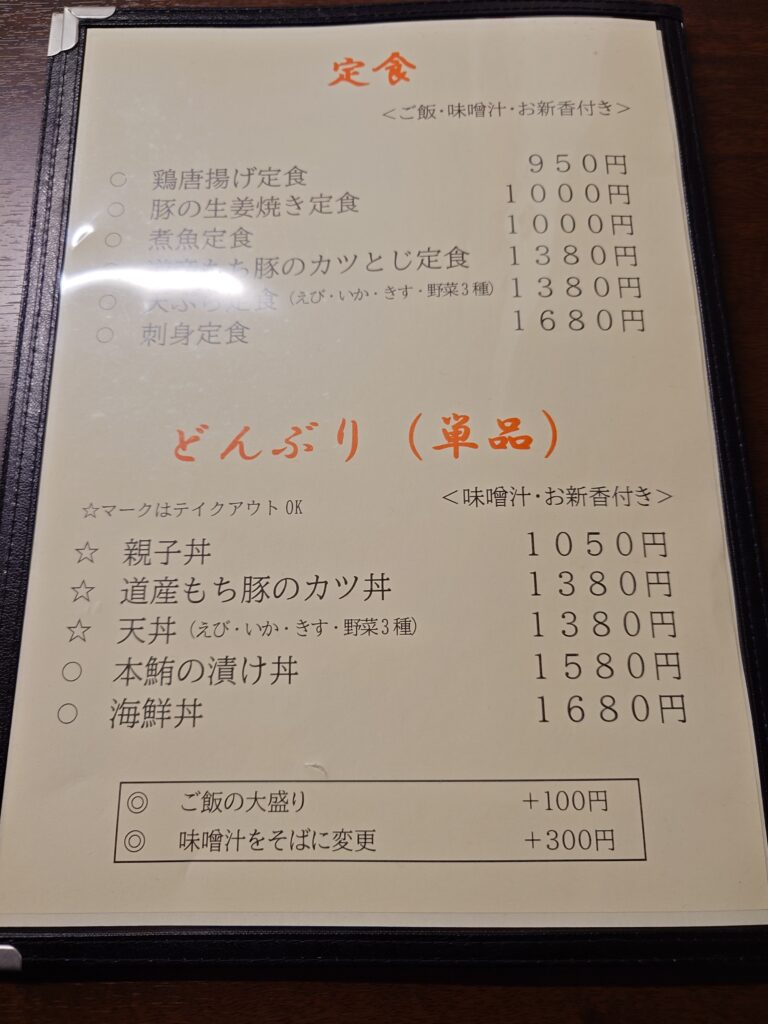 定食
<ご飯・味噌汁・お新香付き>
○ 鶏唐揚げ定食 950円
○ 豚の生姜焼き定食 1000円
○ 煮魚定食 1000円
○ 道産もち豚のカツとじ定食 1380円
○ 天ぷら定食(えび・いか・きす・野菜3種) 1380円
○ 刺身定食 1680円
どんぶり(単品)
☆マークはテイクアウトOK <味噌汁・お新香付き>
☆ 親子丼 1050円
☆ 道産もち豚のカツ丼 1380円
☆ 天丼(えび・いか・きす・野菜3種) 1380円
○ 本鮪の漬け丼 1580円
○ 海鮮丼 1680円
◎ ご飯の大盛り +100円
◎ 味噌汁をそばに変更 +300円